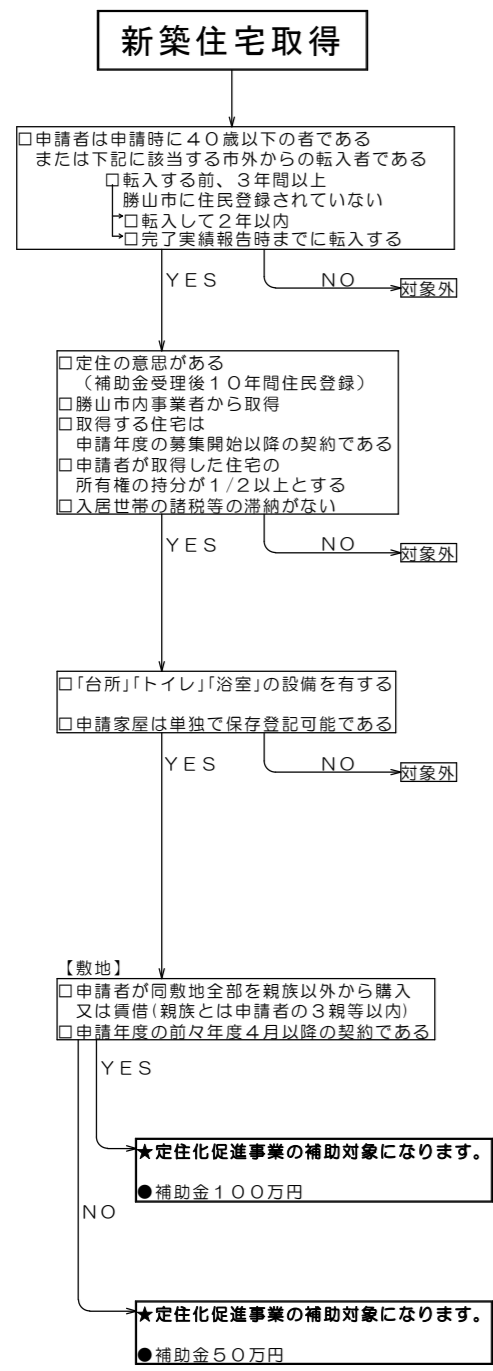 新築住宅取得
□申請者は申請時に40歳以下の者である
または下記に該当する市外からの転入者である
□転入する前、3年間以上
勝山市に住民登録されていない
□転入して2年以内
□完了実績報告時までに転入する
YES
NO
対象外
□定住の意思がある
（補助金受理後10年間住民登録）
□勝山市内事業者から取得
□取得する住宅は
申請年度の募集開始以降の契約である
□申請者が取得した住宅の
所有権の持分が1/2以上とする
□入居世帯の諸税等の滞納がない
YES
NO
対象外
□「台所」「トイレ」「浴室」の設備を有する
□申請家屋は単独で保存登記可能である
YES
NO
対象外
【敷地】
□申請者が同敷地全部を親族以外から購入
又は賃借(親族とは申請者の3親等以内)
□申請年度の前々年度4月以降の契約である
YES
★定住化促進事業の補助対象になります。
●補助金100万円
NO
★定住化促進事業の補助対象になります。
●補助金50万円